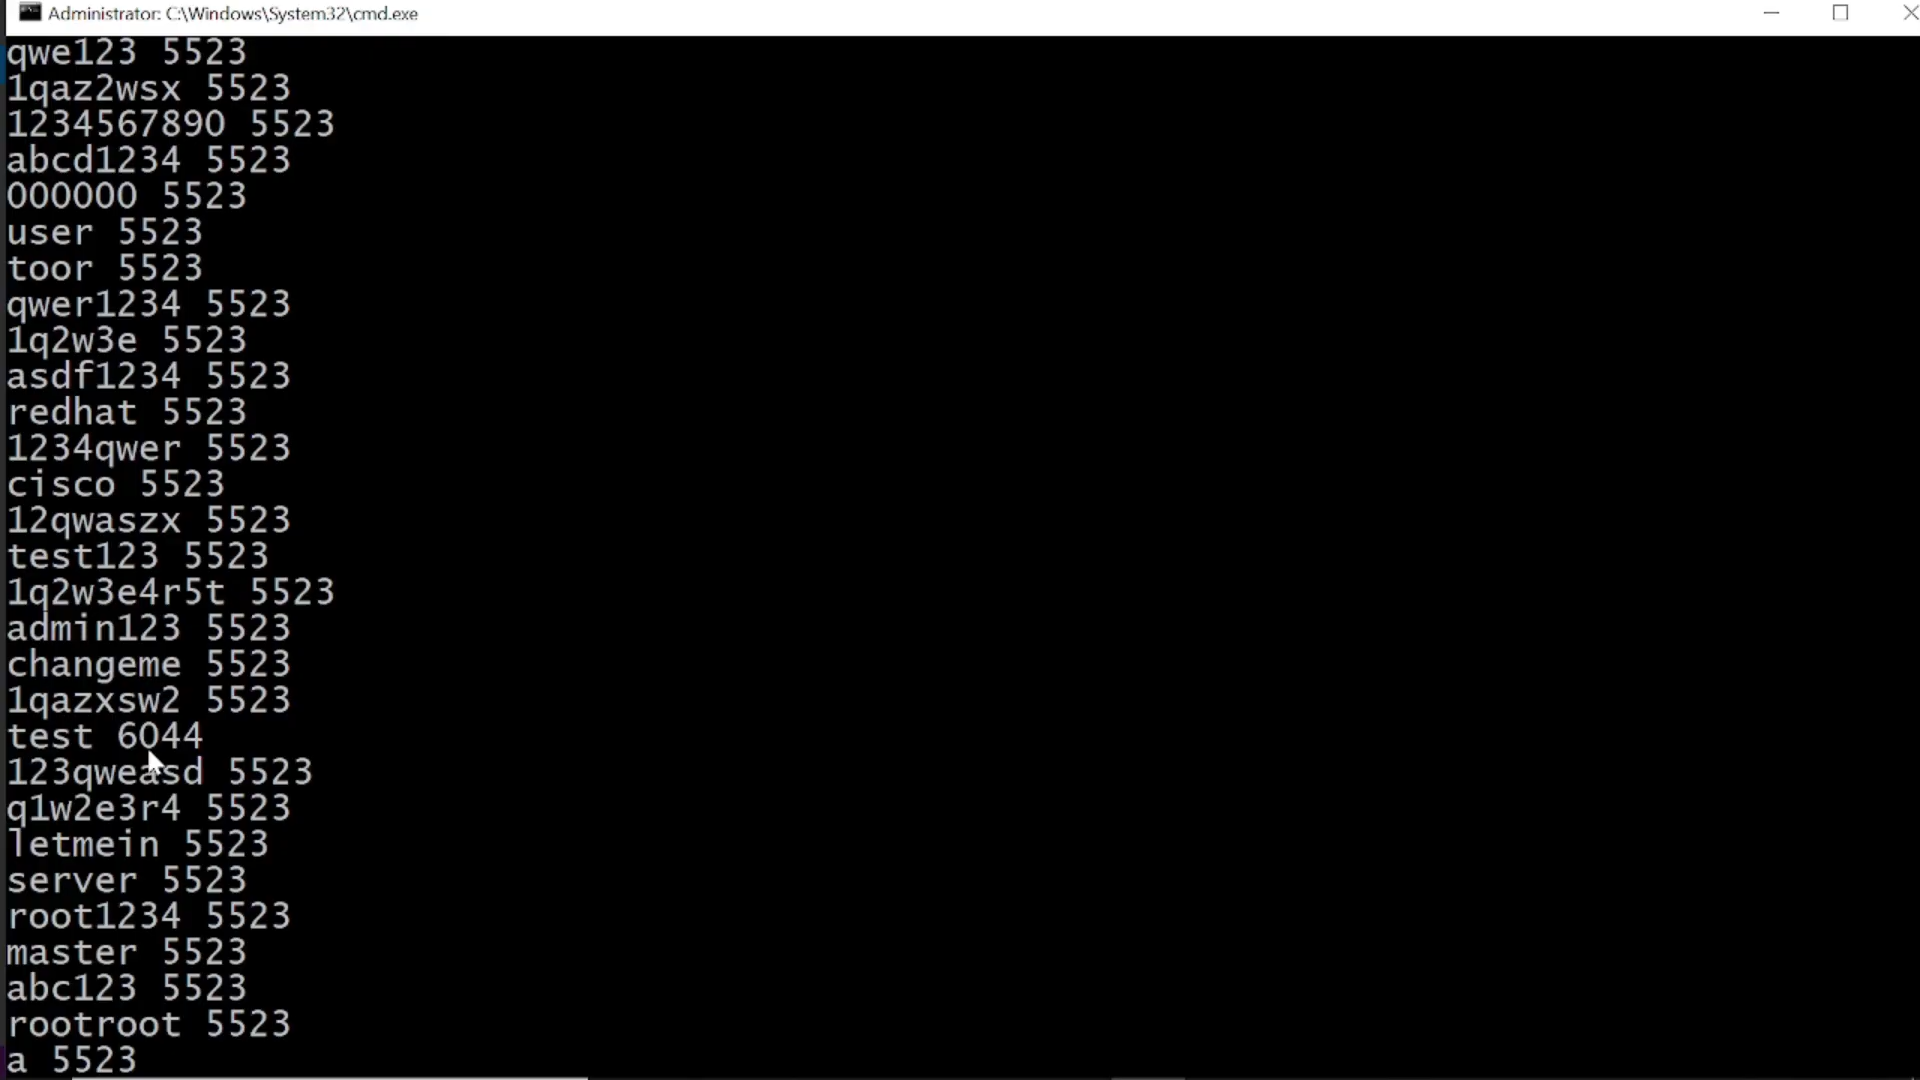 Administrator: C:\Windows\System32\cmd.exe
qwe123 5523
1qaz2wsx 5523
1234567890 5523
abcd1234 5523
000000 5523
user 5523
toor 5523
qwer1234 5523
1q2w3e 5523
asdf1234 5523
redhat 5523
1234qwer 5523
cisco 5523
12qwaszx 5523
test123 5523
1q2w3e4r5t 5523
admin123 5523
changeme 5523
1qazxsw2 5523
test 6044
123qweasd 5523
q1w2e3r4 5523
letmein 5523
server 5523
root1234 5523
master 5523
abc123 5523
rootroot 5523
a 5523